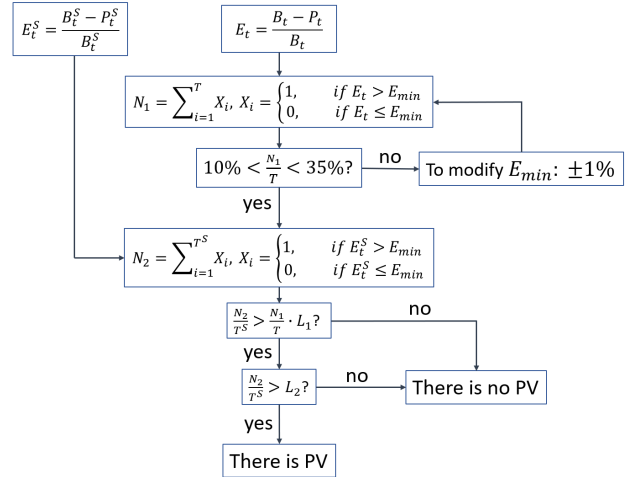 E_t^S = (B_t^S − P_t^S) / B_t^S
E_t = (B_t − P_t) / B_t
N_1 = ∑_{i=1}^{T} X_i, X_i = { 1, if E_t > E_min
0, if E_t ≤ E_min
10% < N_1/T < 35%?
no
To modify E_min: ±1%
yes
N_2 = ∑_{i=1}^{T^S} X_i, X_i = { 1, if E_t^S > E_min
0, if E_t^S ≤ E_min
N_2/T^S > N_1/T · L_1?
no
yes
N_2/T^S > L_2?
no
There is no PV
yes
There is PV